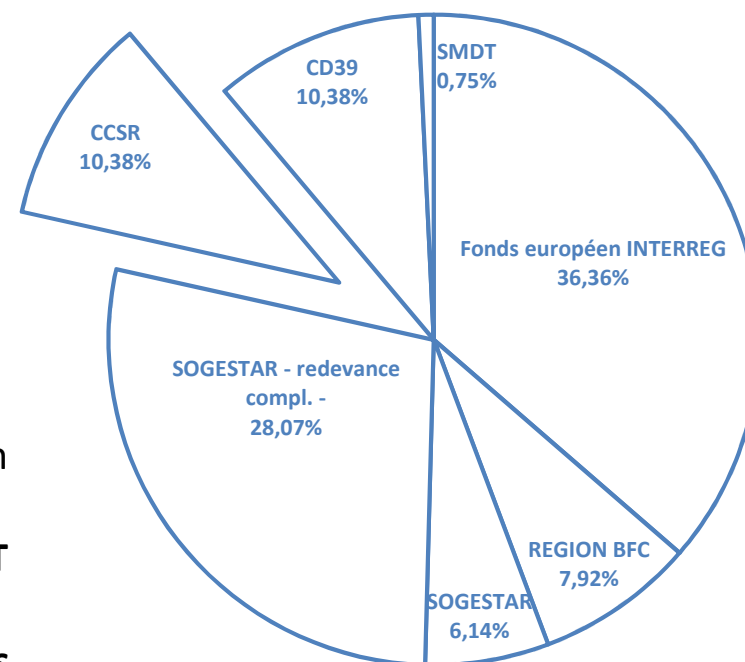 SMDT
0,75%
CD39
10,38%
CCSR
10,38%
Fonds européen INTERREG
36,36%
SOGESTAR - redevance
compl. -
28,07%
REGION BFC
7,92%
SOGESTAR
6,14%